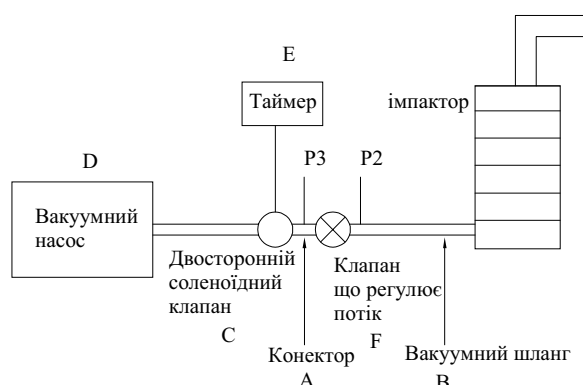 E
Таймер
імпактор
P3
P2
D
Вакуумний
насос
Двосторонній
соленоїдний
клапан
C
Клапан
що регулює
потік
F
Конектор
A
Вакуумний шланг
B